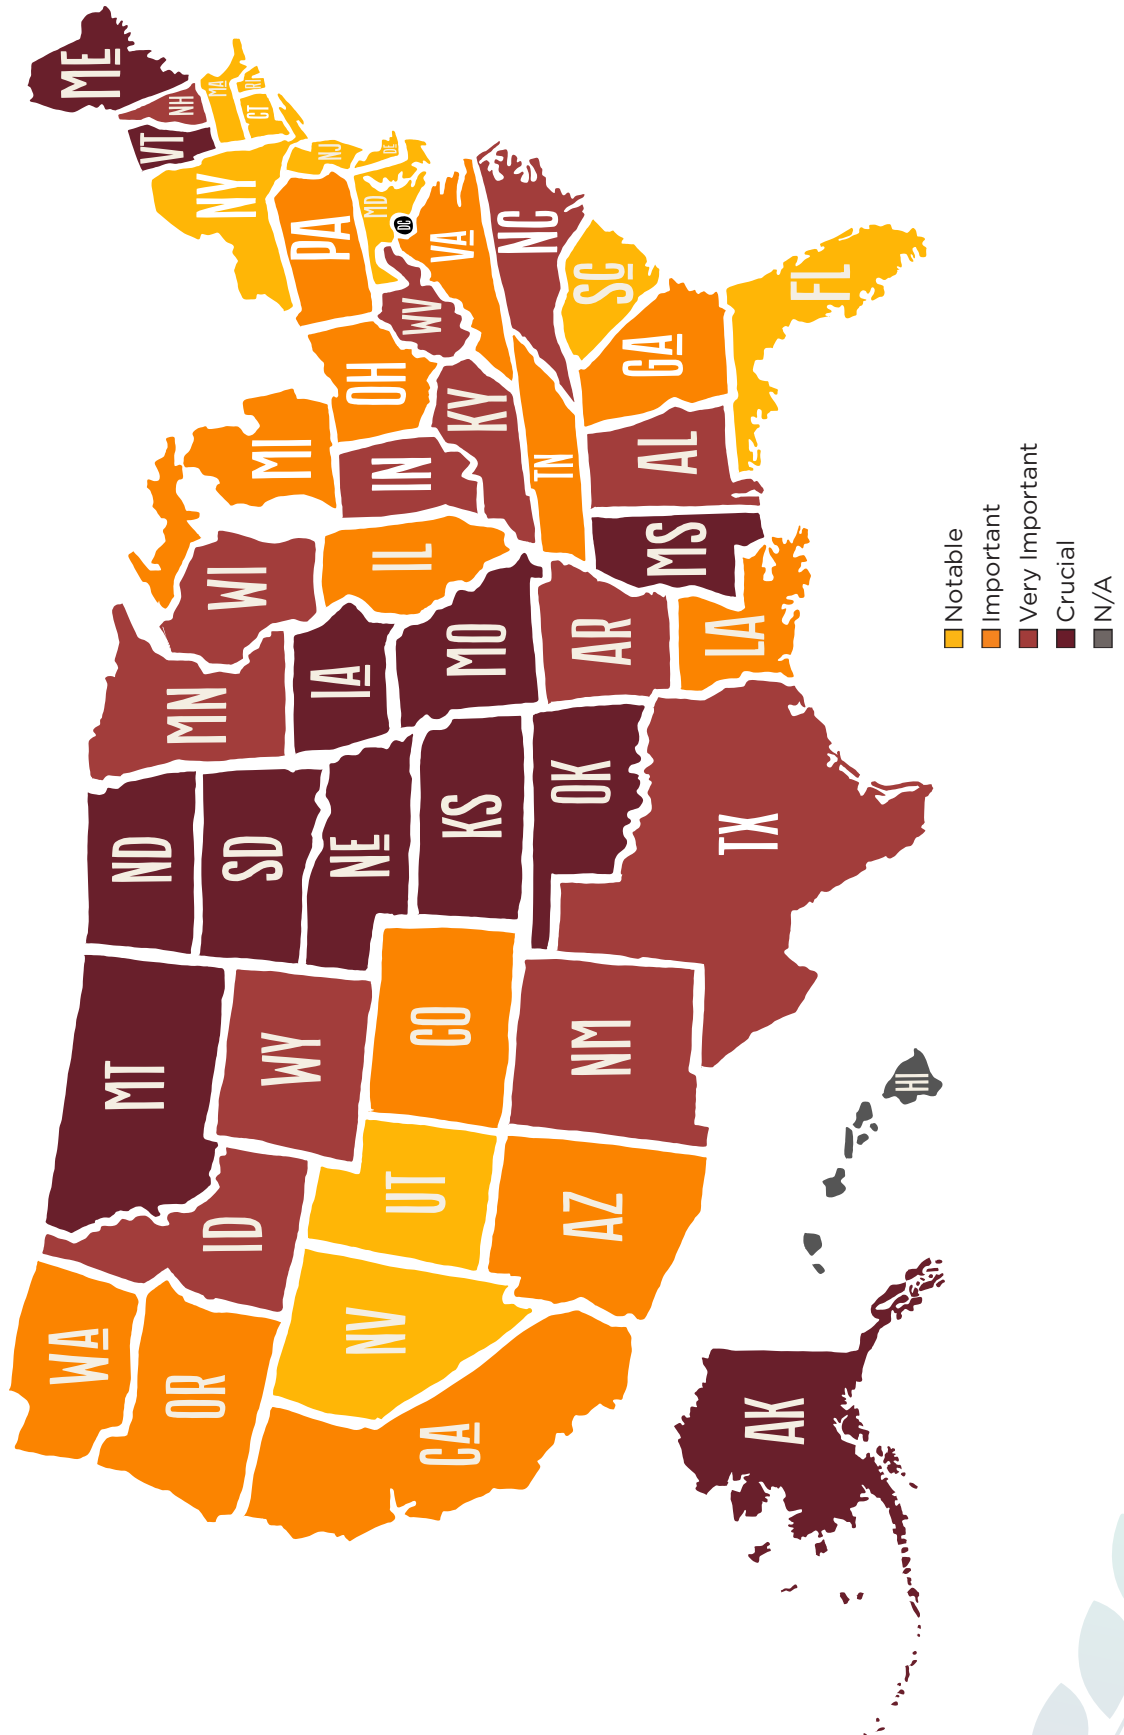 ME
VT
NH
MA
RI
CT
NY
NJ
PA
DE
MD
DC
VA
WV
NC
SC
GA
FL
OH
KY
TN
AL
MI
IN
IL
MS
WI
MN
IA
MO
AR
LA
ND
SD
NE
KS
OK
TX
MT
WY
CO
NM
ID
UT
AZ
WA
OR
NV
CA
AK
HI
Notable
Important
Very Important
Crucial
N/A